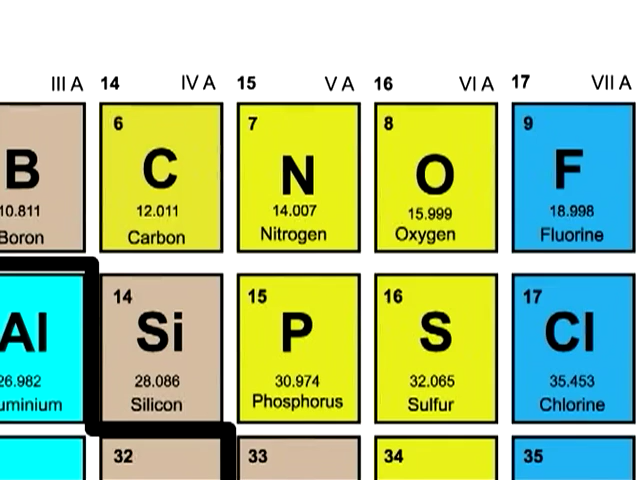 III A 14 IV A 15 V A 16 VI A 17 VII A
6 7 8 9
B C N O F
10.811 12.011 14.007 15.999 18.998
Boron Carbon Nitrogen Oxygen Fluorine
14 15 16 17
Al Si P S Cl
26.982 28.086 30.974 32.065 35.453
uminium Silicon Phosphorus Sulfur Chlorine
32 33 34 35